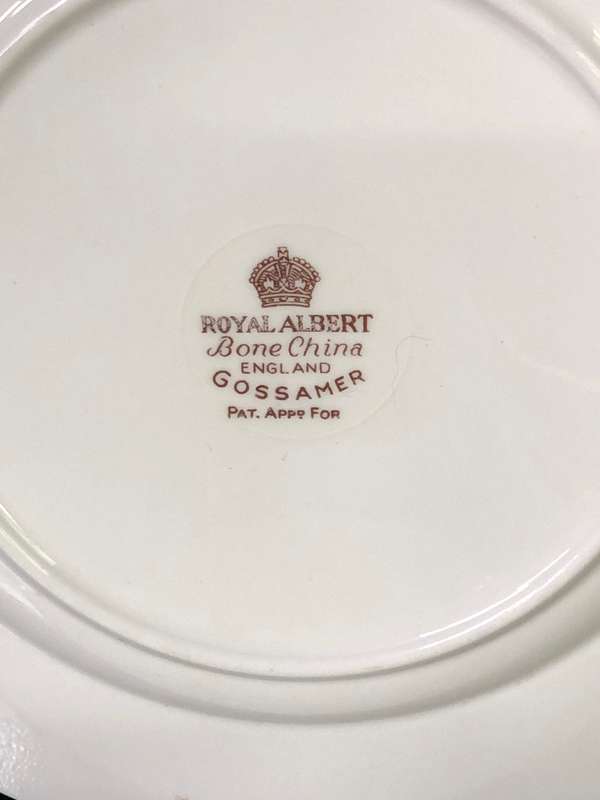 ROYAL ALBERT
Bone China
ENGLAND
GOSSAMER
PAT. APPD FOR